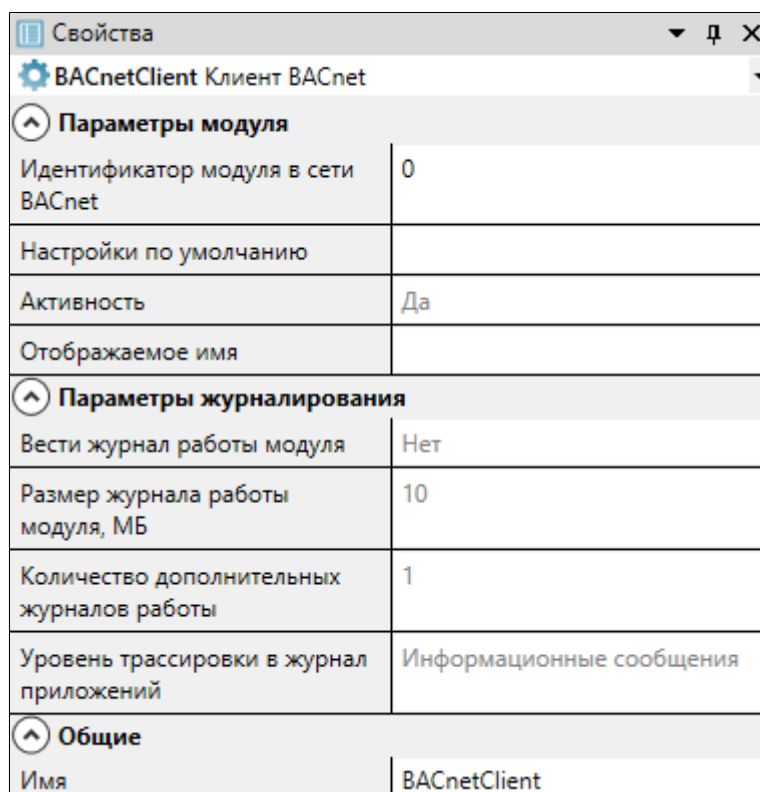 Свойства
BACnetClient Клиент BACnet
Параметры модуля
Идентификатор модуля в сети 0
BACnet
Настройки по умолчанию
Активность Да
Отображаемое имя
Параметры журналирования
Вести журнал работы модуля Нет
Размер журнала работы 10
модуля, МБ
Количество дополнительных 1
журналов работы
Уровень трассировки в журнал Информационные сообщения
приложений
Общие
Имя BACnetClient